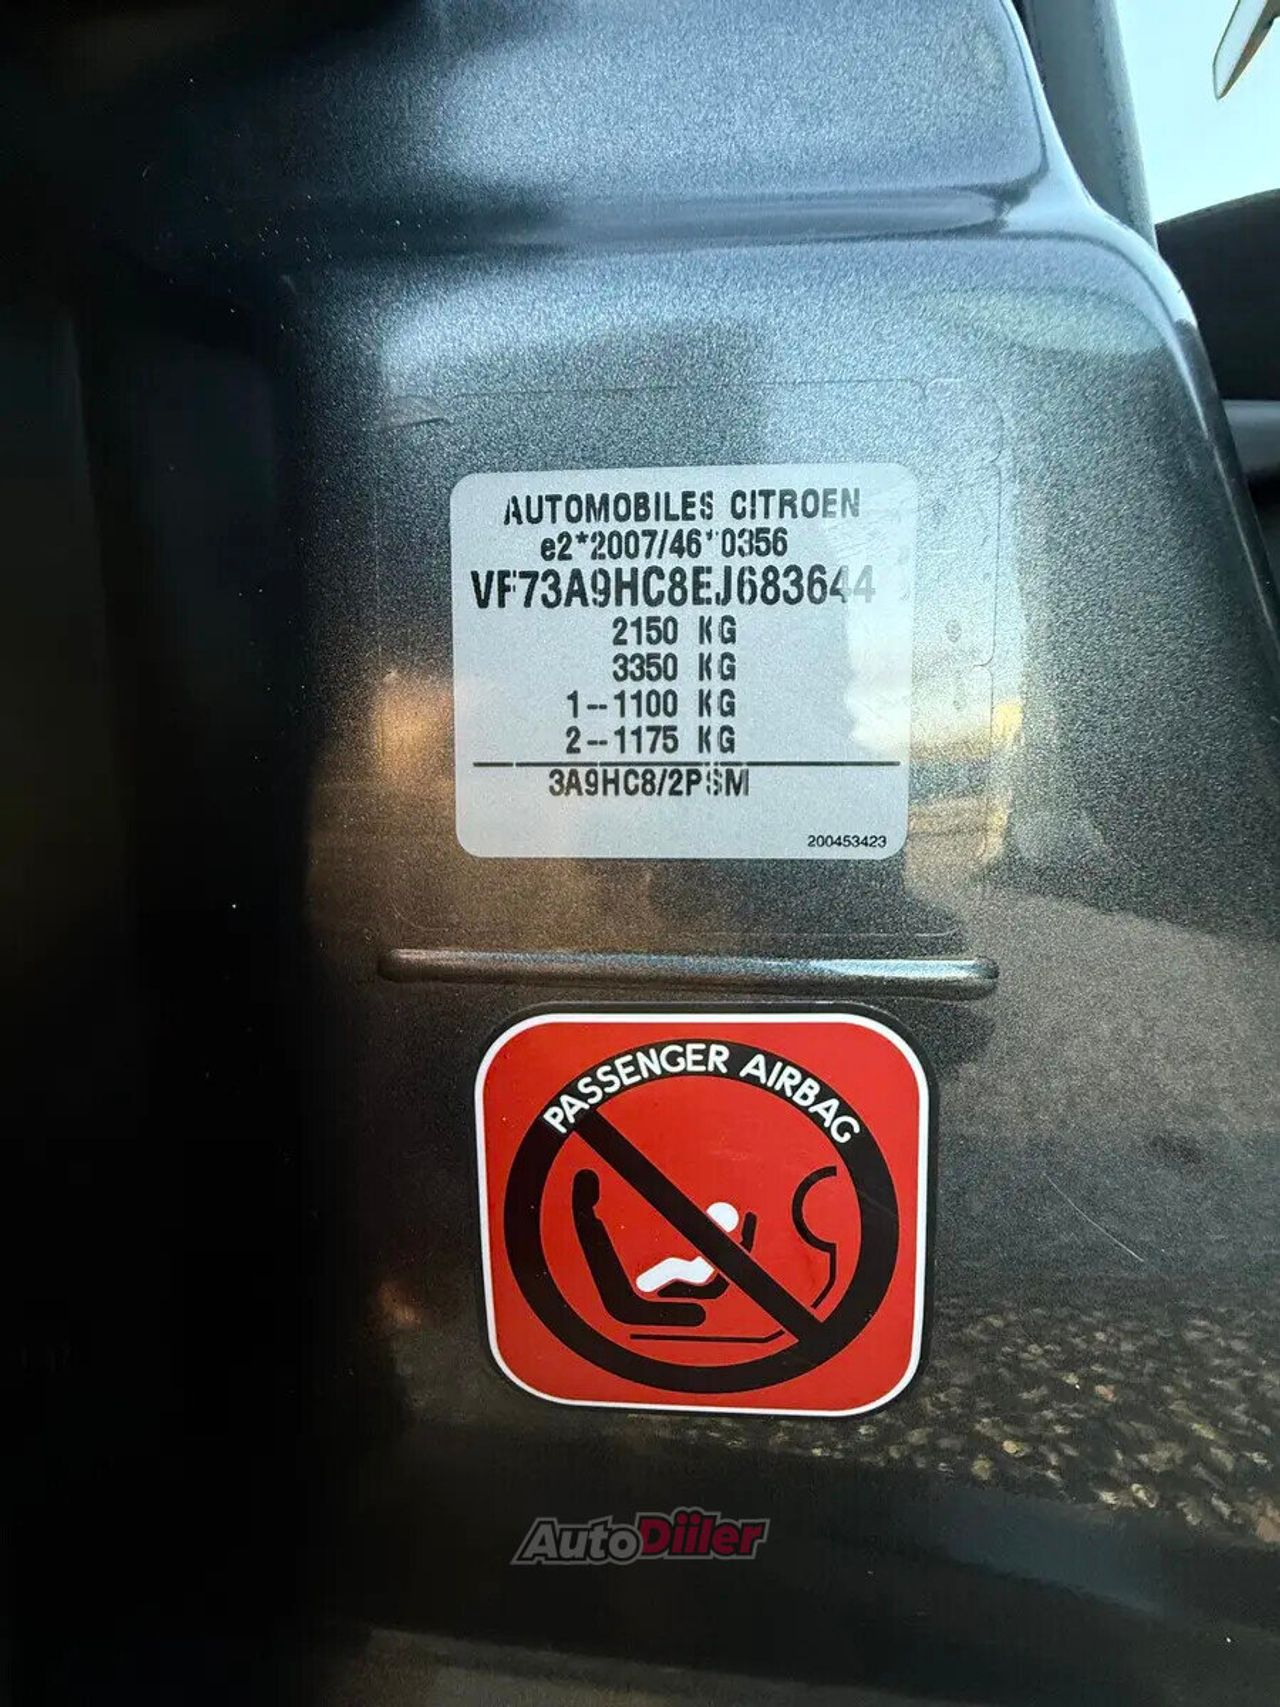 AUTOMOBILES CITROEN
e2*2007/46*0356
VF73A9HC8EJ683644
2150 KG
3350 KG
1--1100 KG
2--1175 KG
3A9HC8/2PSM
200453423
PASSENGER AIRBAG
AutoDiiler